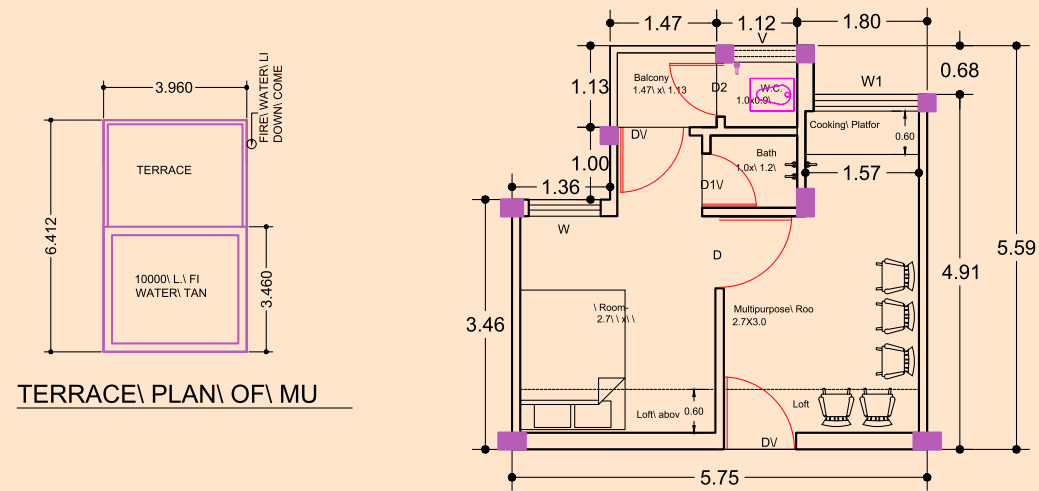 3.960
FIRE\ WATER\ LI
DOWN\ COME
TERRACE
6.412
10000\ L.\ FI
WATER\ TAN
3.460
TERRACE\ PLAN\ OF\ MU
1.47
1.12
1.80
V
0.68
1.13
Balcony
1.47\ x\ 1.13
D2
W.C.
1.0x0.9\
W1
Cooking\ Platfor
0.60
D\/
1.00
Bath
1.0x\ 1.2\
D1\/
1.36
1.57
W
D
5.59
4.91
3.46
\ Room-
2.7\ \ x\ \
Multipurpose\ Roo
2.7X3.0
Loft\ abov
0.60
Loft
D\/
5.75